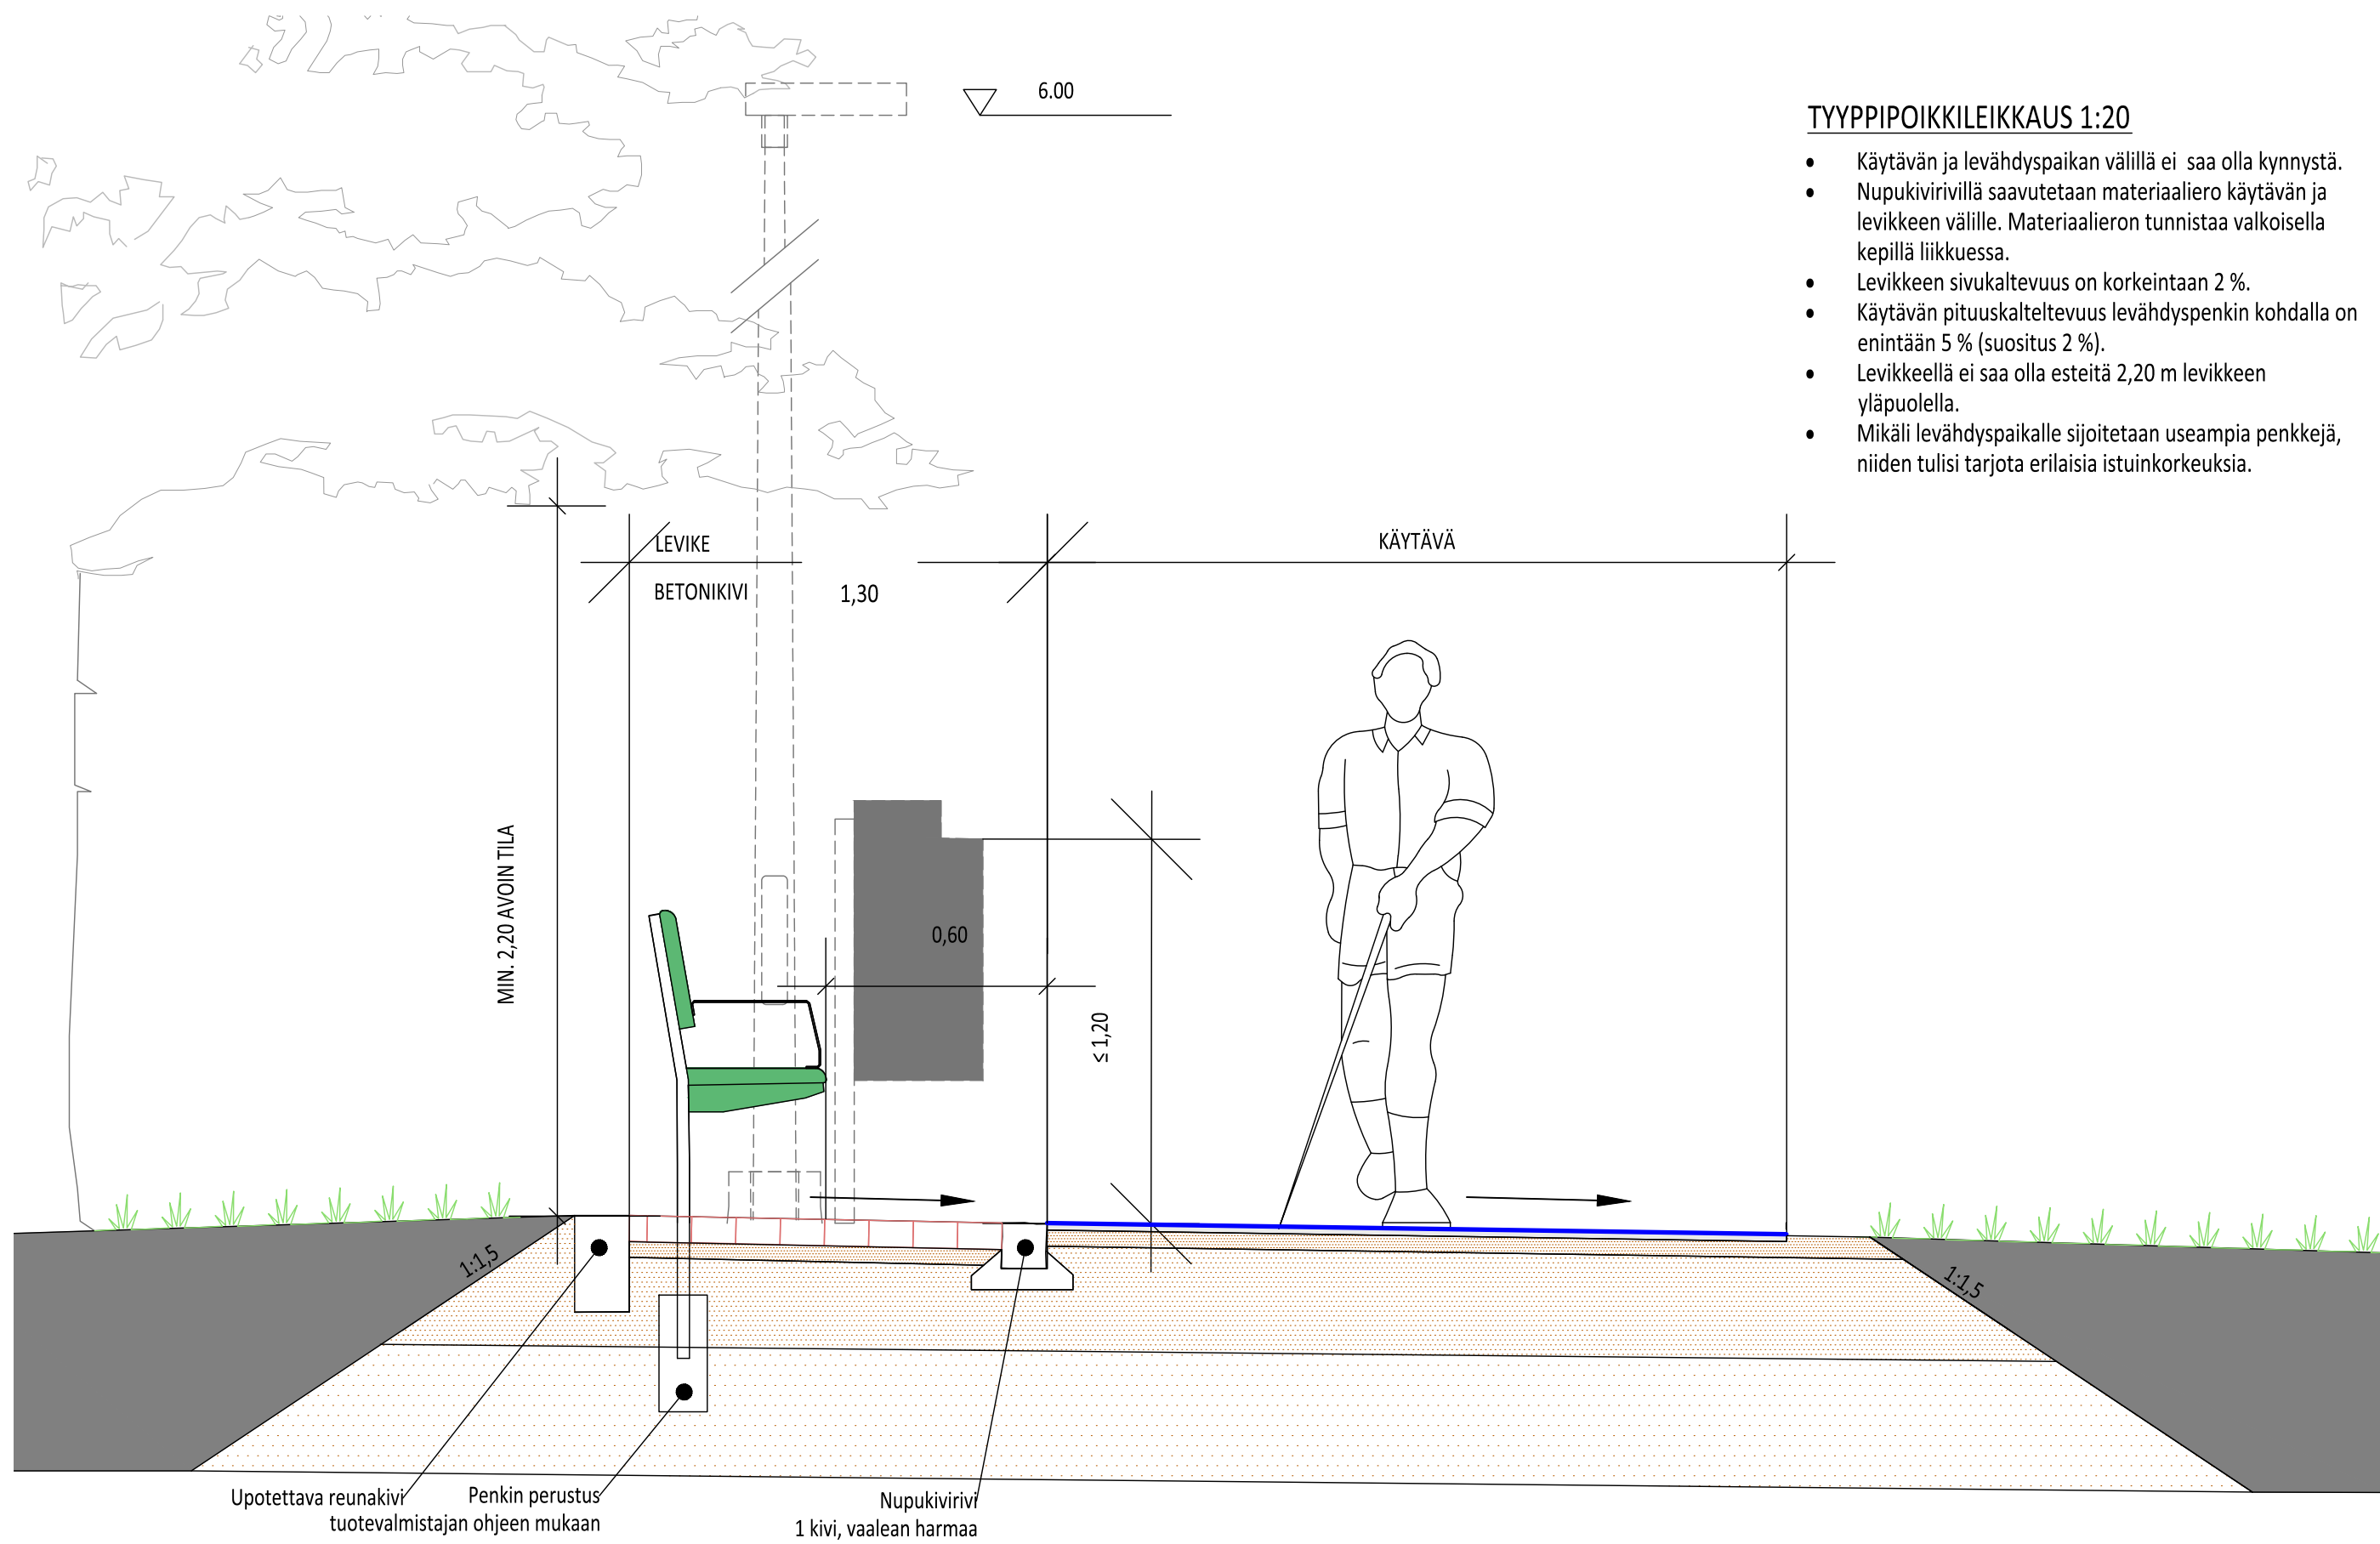 6.00
TYYPPIPOIKKILEIKKAUS 1:20
• Käytävän ja levähdyspaikan välillä ei saa olla kynnystä.
• Nupukivirivillä saavutetaan materiaaliero käytävän ja
levikkeen välille. Materiaalieron tunnistaa valkoisella
kepillä liikkuessa.
• Levikkeen sivukaltevuus on korkeintaan 2 %.
• Käytävän pituuskalteltevuus levähdyspenkin kohdalla on
enintään 5 % (suositus 2 %).
• Levikkeellä ei saa olla esteitä 2,20 m levikkeen
yläpuolella.
• Mikäli levähdyspaikalle sijoitetaan useampia penkkejä,
niiden tulisi tarjota erilaisia istuinkorkeuksia.
LEVIKE
KÄYTÄVÄ
BETONIKIVI
1,30
MIN. 2,20 AVOIN TILA
0,60
≤ 1,20
1:1,5
1:1,5
Upotettava reunakivi
Penkin perustus
tuotevalmistajan ohjeen mukaan
Nupukivirivi
1 kivi, vaalean harmaa